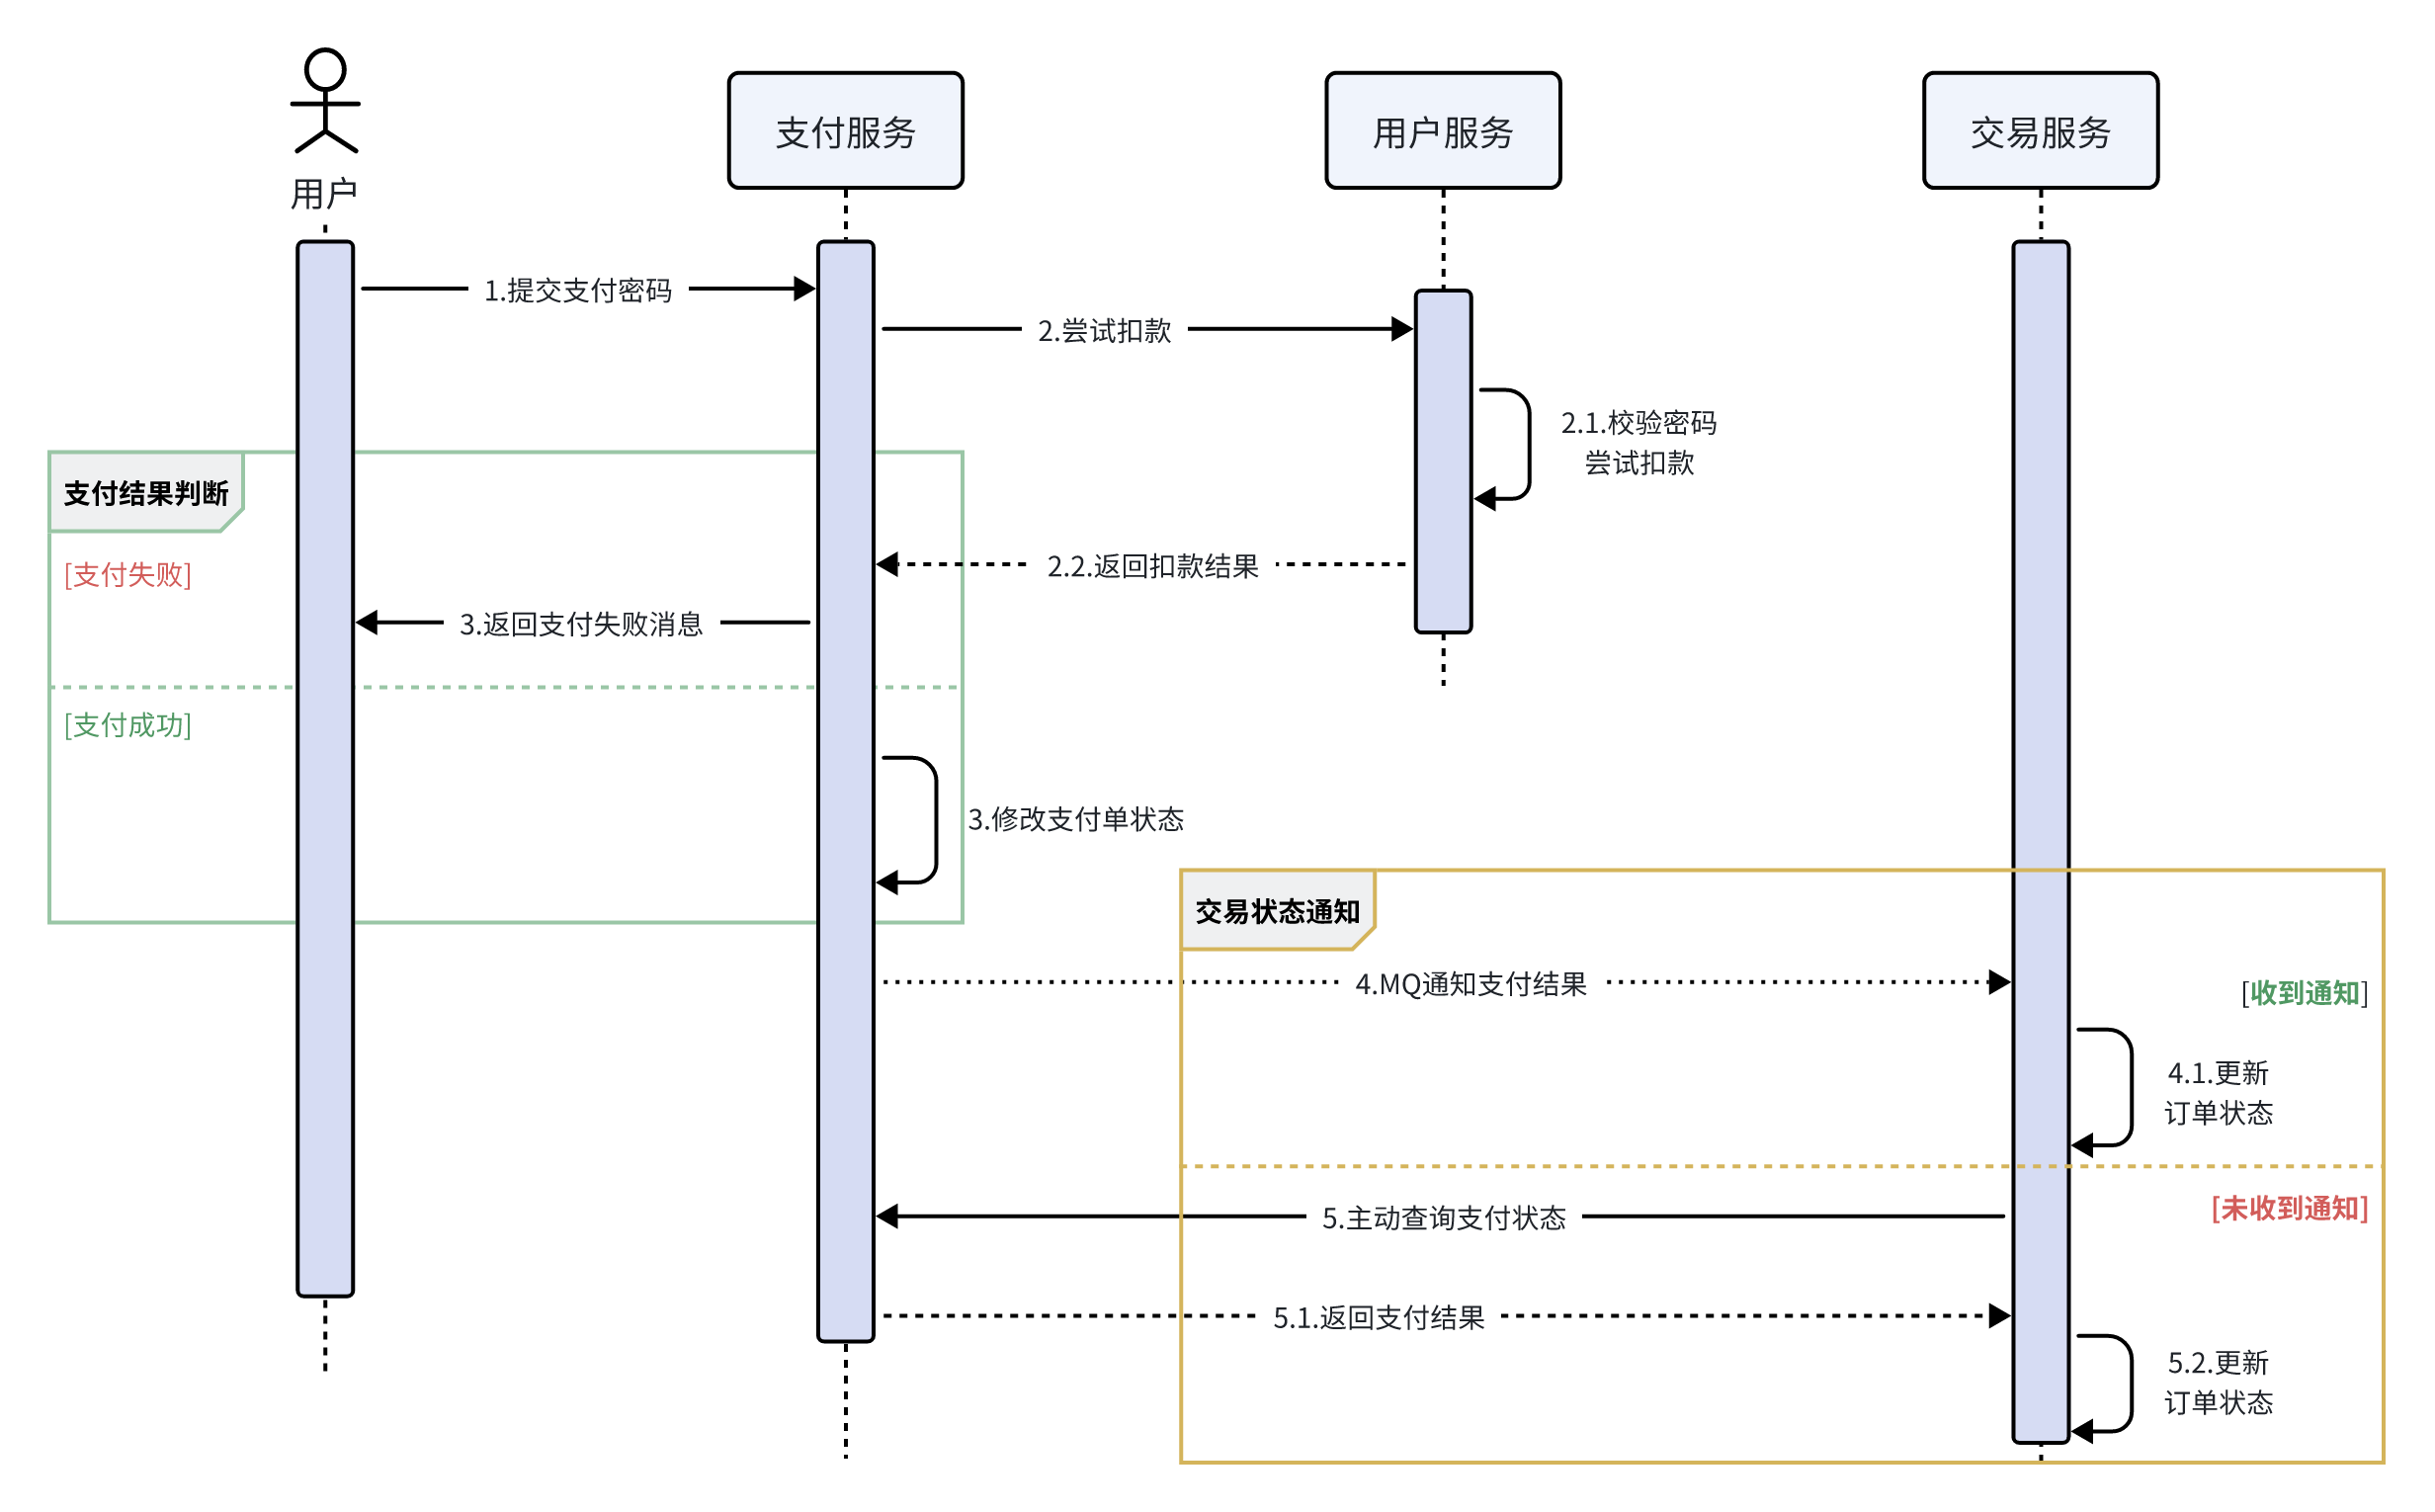 用户
支付服务
用户服务
交易服务
1.提交支付密码
2.尝试扣款
2.1.校验密码
尝试扣款
支付结果判断
[支付失败]
2.2.返回扣款结果
3.返回支付失败消息
[支付成功]
3.修改支付单状态
交易状态通知
4.MQ通知支付结果
[收到通知]
4.1.更新
订单状态
5.主动查询支付状态
[未收到通知]
5.1.返回支付结果
5.2.更新
订单状态